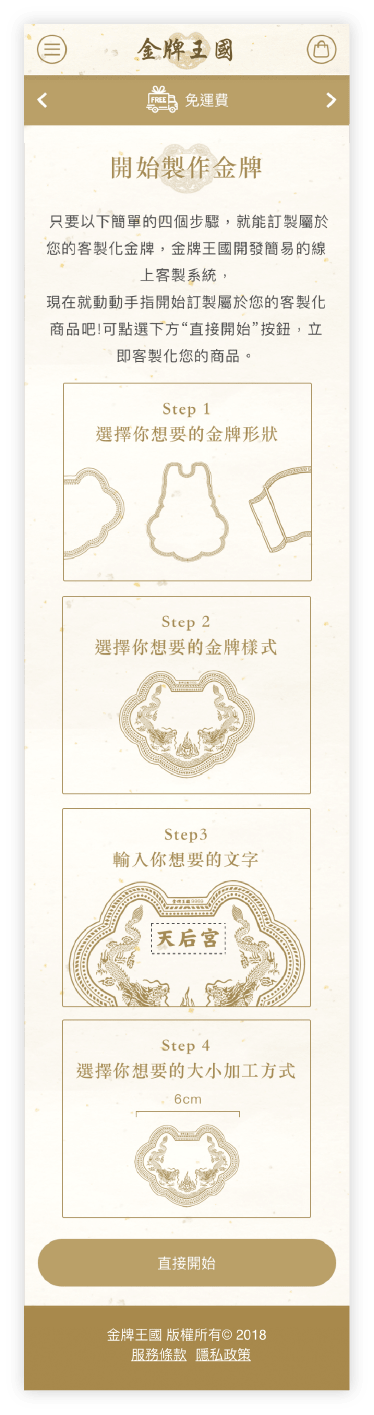 金牌王國
FREE
免運費
開始製作金牌
只要以下簡單的四個步驟，就能訂製屬於
您的客製化金牌，金牌王國開發簡易的線
上客製系統，
現在就動動手指開始訂製屬於您的客製化
商品吧!可點選下方“直接開始”按鈕，立
即客製化您的商品。
Step 1
選擇你想要的金牌形狀
Step 2
選擇你想要的金牌樣式
Step3
輸入你想要的文字
天后宮
Step 4
選擇你想要的大小加工方式
6cm
直接開始
金牌王國 版權所有© 2018
服務條款 隱私政策